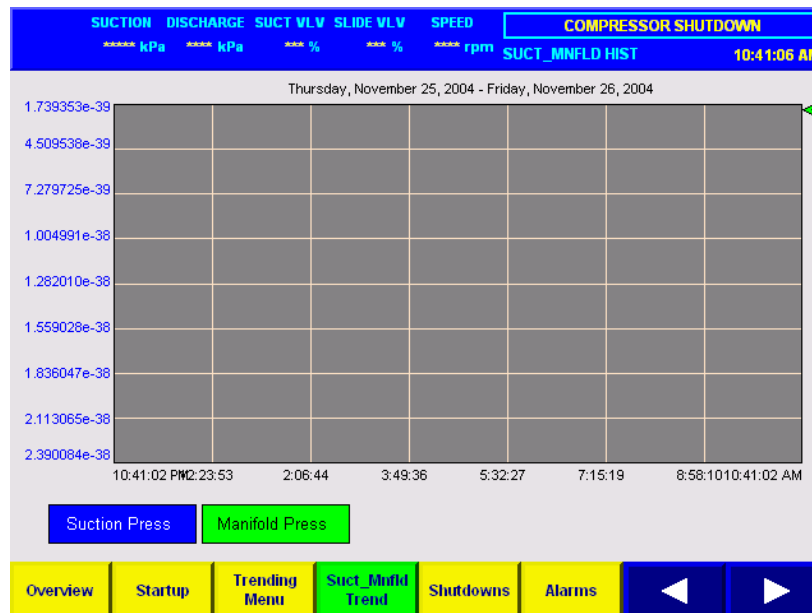 SUCTION DISCHARGE SUCT VLV SLIDE VLV SPEED COMPRESSOR SHUTDOWN
***** kPa **** kPa *** % *** % **** rpm SUCT_MNFLD HIST 10:41:06 AM
Thursday, November 25, 2004 - Friday, November 26, 2004
1.739353e-39
4.509538e-39
7.279725e-39
1.004991e-38
1.282010e-38
1.559028e-38
1.836047e-38
2.113065e-38
2.390084e-38
10:41:02 PM 12:23:53 2:06:44 3:49:36 5:32:27 7:15:19 8:58:10 10:41:02 AM
Suction Press Manifold Press
Overview Startup Trending Menu Suct_Mnfld Trend Shutdowns Alarms